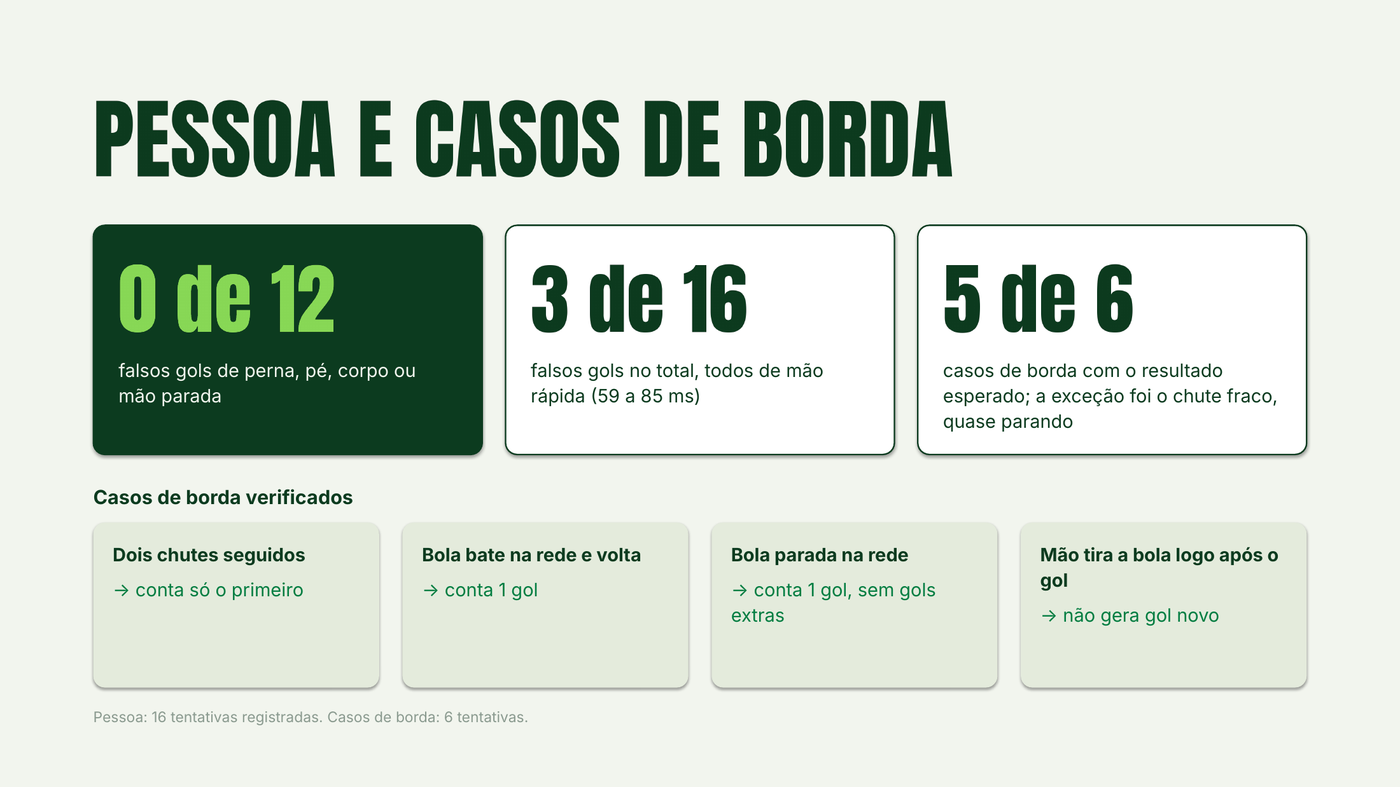 PESSOA E CASOS DE BORDA
0 de 12
falsos gols de perna, pé, corpo ou
mão parada
3 de 16
falsos gols no total, todos de mão
rápida (59 a 85 ms)
5 de 6
casos de borda com o resultado
esperado; a exceção foi o chute fraco,
quase parando
Casos de borda verificados
Dois chutes seguidos
→ conta só o primeiro
Bola bate na rede e volta
→ conta 1 gol
Bola parada na rede
→ conta 1 gol, sem gols
extras
Mão tira a bola logo após o
gol
→ não gera gol novo
Pessoa: 16 tentativas registradas. Casos de borda: 6 tentativas.